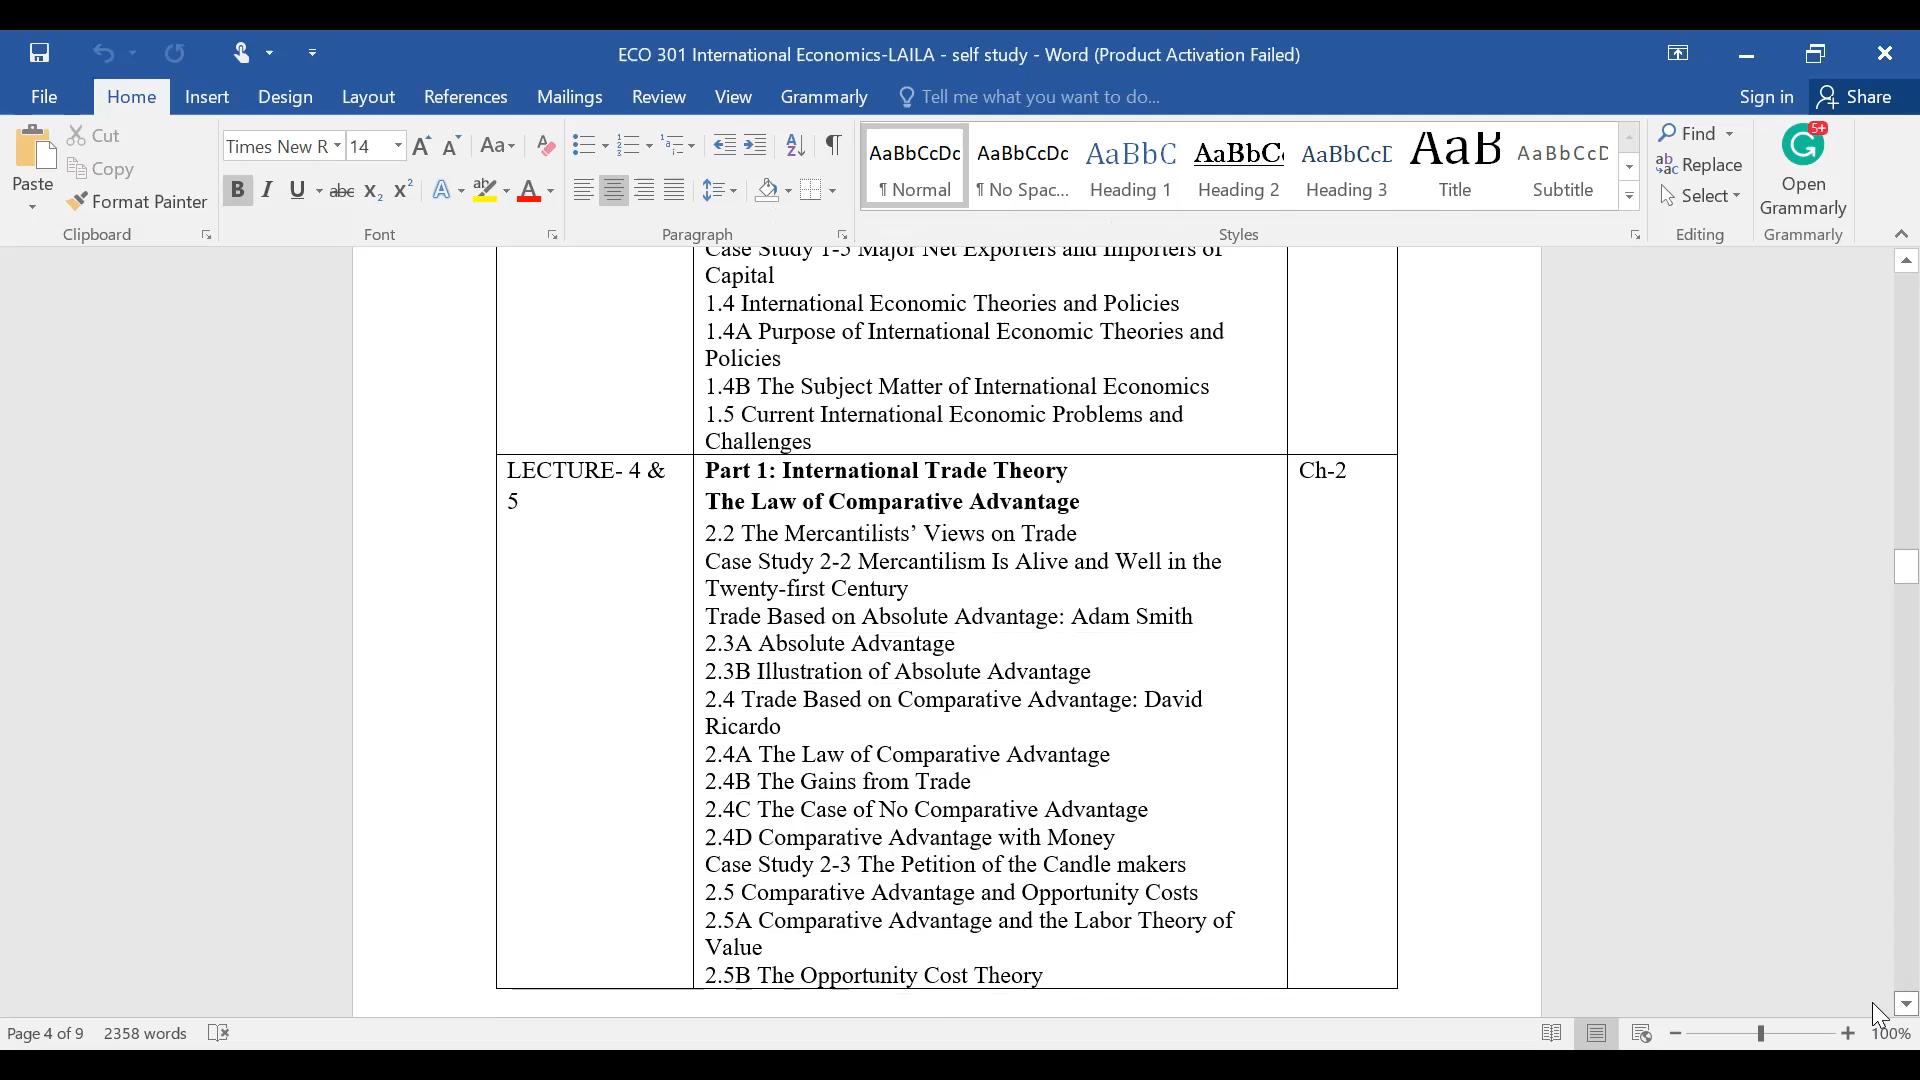 ECO 301 International Economics-LAILA - self study - Word (Product Activation Failed)
File Home Insert Design Layout References Mailings Review View Grammarly Tell me what you want to do... Sign in Share
Paste
Cut
Copy
Format Painter
Clipboard
Times New R 14
Font
Paragraph
AaBbCcDc AaBbCcDc AaBbC AaBbC AaBbCcD AaB AaBbCcD
¶ Normal ¶ No Spac... Heading 1 Heading 2 Heading 3 Title Subtitle
Styles
Find
Replace
Select
Editing
5+
Open
Grammarly
Grammarly
Case Study 1-5 Major Net Exporters and Importers of
Capital
1.4 International Economic Theories and Policies
1.4A Purpose of International Economic Theories and
Policies
1.4B The Subject Matter of International Economics
1.5 Current International Economic Problems and
Challenges
LECTURE- 4 &
5
Part 1: International Trade Theory
The Law of Comparative Advantage
2.2 The Mercantilists’ Views on Trade
Case Study 2-2 Mercantilism Is Alive and Well in the
Twenty-first Century
Trade Based on Absolute Advantage: Adam Smith
2.3A Absolute Advantage
2.3B Illustration of Absolute Advantage
2.4 Trade Based on Comparative Advantage: David
Ricardo
2.4A The Law of Comparative Advantage
2.4B The Gains from Trade
2.4C The Case of No Comparative Advantage
2.4D Comparative Advantage with Money
Case Study 2-3 The Petition of the Candle makers
2.5 Comparative Advantage and Opportunity Costs
2.5A Comparative Advantage and the Labor Theory of
Value
2.5B The Opportunity Cost Theory
Ch-2
Page 4 of 9 2358 words 100%